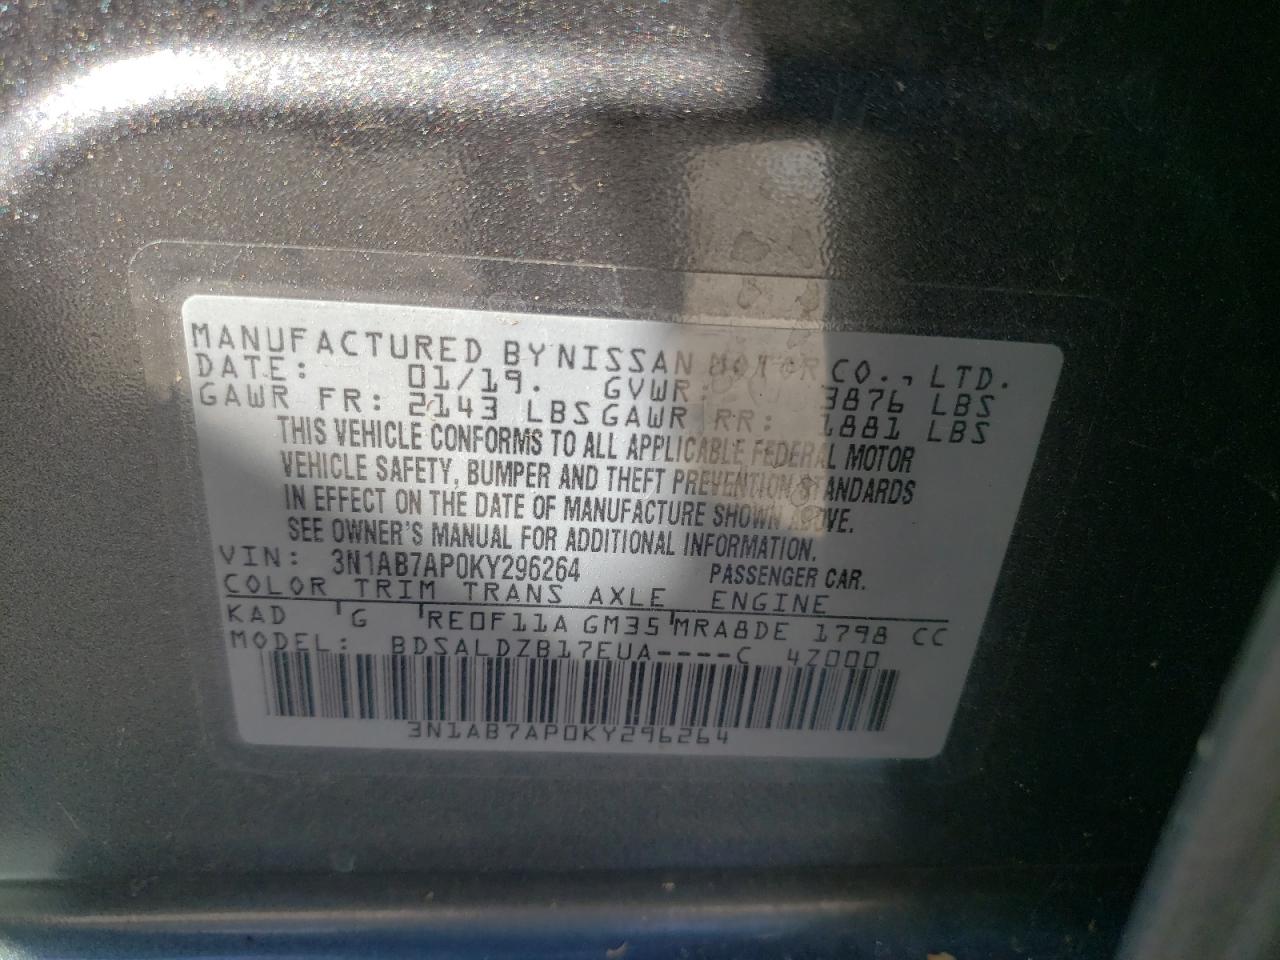 MANUFACTURED BY NISSAN MOTOR CO., LTD.
DATE: 01/19. GVWR: 3876 LBS
GAWR FR: 2143 LBS GAWR RR: 1881 LBS
THIS VEHICLE CONFORMS TO ALL APPLICABLE FEDERAL MOTOR
VEHICLE SAFETY, BUMPER AND THEFT PREVENTION STANDARDS
IN EFFECT ON THE DATE OF MANUFACTURE SHOWN ABOVE.
SEE OWNER'S MANUAL FOR ADDITIONAL INFORMATION.
VIN: 3N1AB7AP0KY296264 PASSENGER CAR.
COLOR TRIM TRANS AXLE ENGINE
KAD G RE0F11A GM35 MRA8DE 1798 CC
MODEL: BDSALDZB17EUA----C 4Z000
3N1AB7AP0KY296264